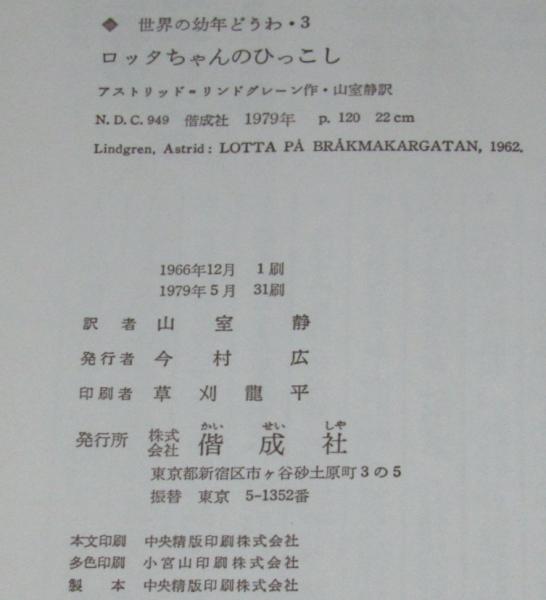 ◆ 世界の幼年どうわ・3
ロッタちゃんのひっこし
アストリッド=リンドグレーン作・山室静訳
N.D.C.949 偕成社 1979年 p. 120 22cm
Lindgren, Astrid: LOTTA PÅ BRÅKMAKARGATAN, 1962.
1966年12月 1刷
1979年5月 31刷
訳者 山室静
発行者 今村広
印刷者 草刈龍平
かい せい しゃ
発行所 株式会社 偕成社
東京都新宿区市ヶ谷砂土原町3の5
振替 東京 5-1352番
本文印刷 中央精版印刷株式会社
多色印刷 小宮山印刷株式会社
製本 中央精版印刷株式会社